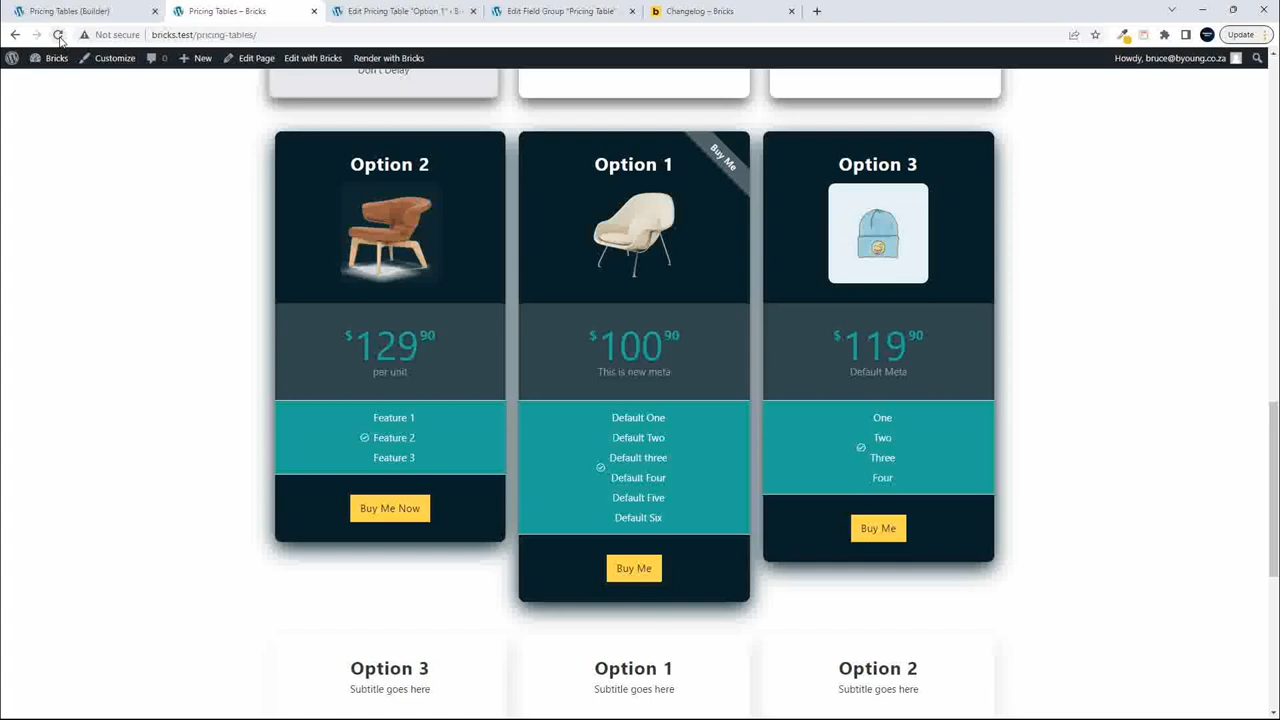 Pricing Tables (Builder)
Pricing Tables – Bricks
Edit Pricing Table "Option 1" ‹ B
Edit Field Group "Pricing Table"
Changelog – Bricks
Not secure
bricks.test/pricing-tables/
Update
Bricks
Customize
0
New
Edit Page
Edit with Bricks
Render with Bricks
Howdy, bruce@byoung.co.za
Don't Delay
Option 2
$129 90
per unit
Feature 1
Feature 2
Feature 3
Buy Me Now
Option 1
Buy Me
$100 90
This is new meta
Default One
Default Two
Default three
Default Four
Default Five
Default Six
Buy Me
Option 3
$119 90
Default Meta
One
Two
Three
Four
Buy Me
Option 3
Subtitle goes here
Option 1
Subtitle goes here
Option 2
Subtitle goes here